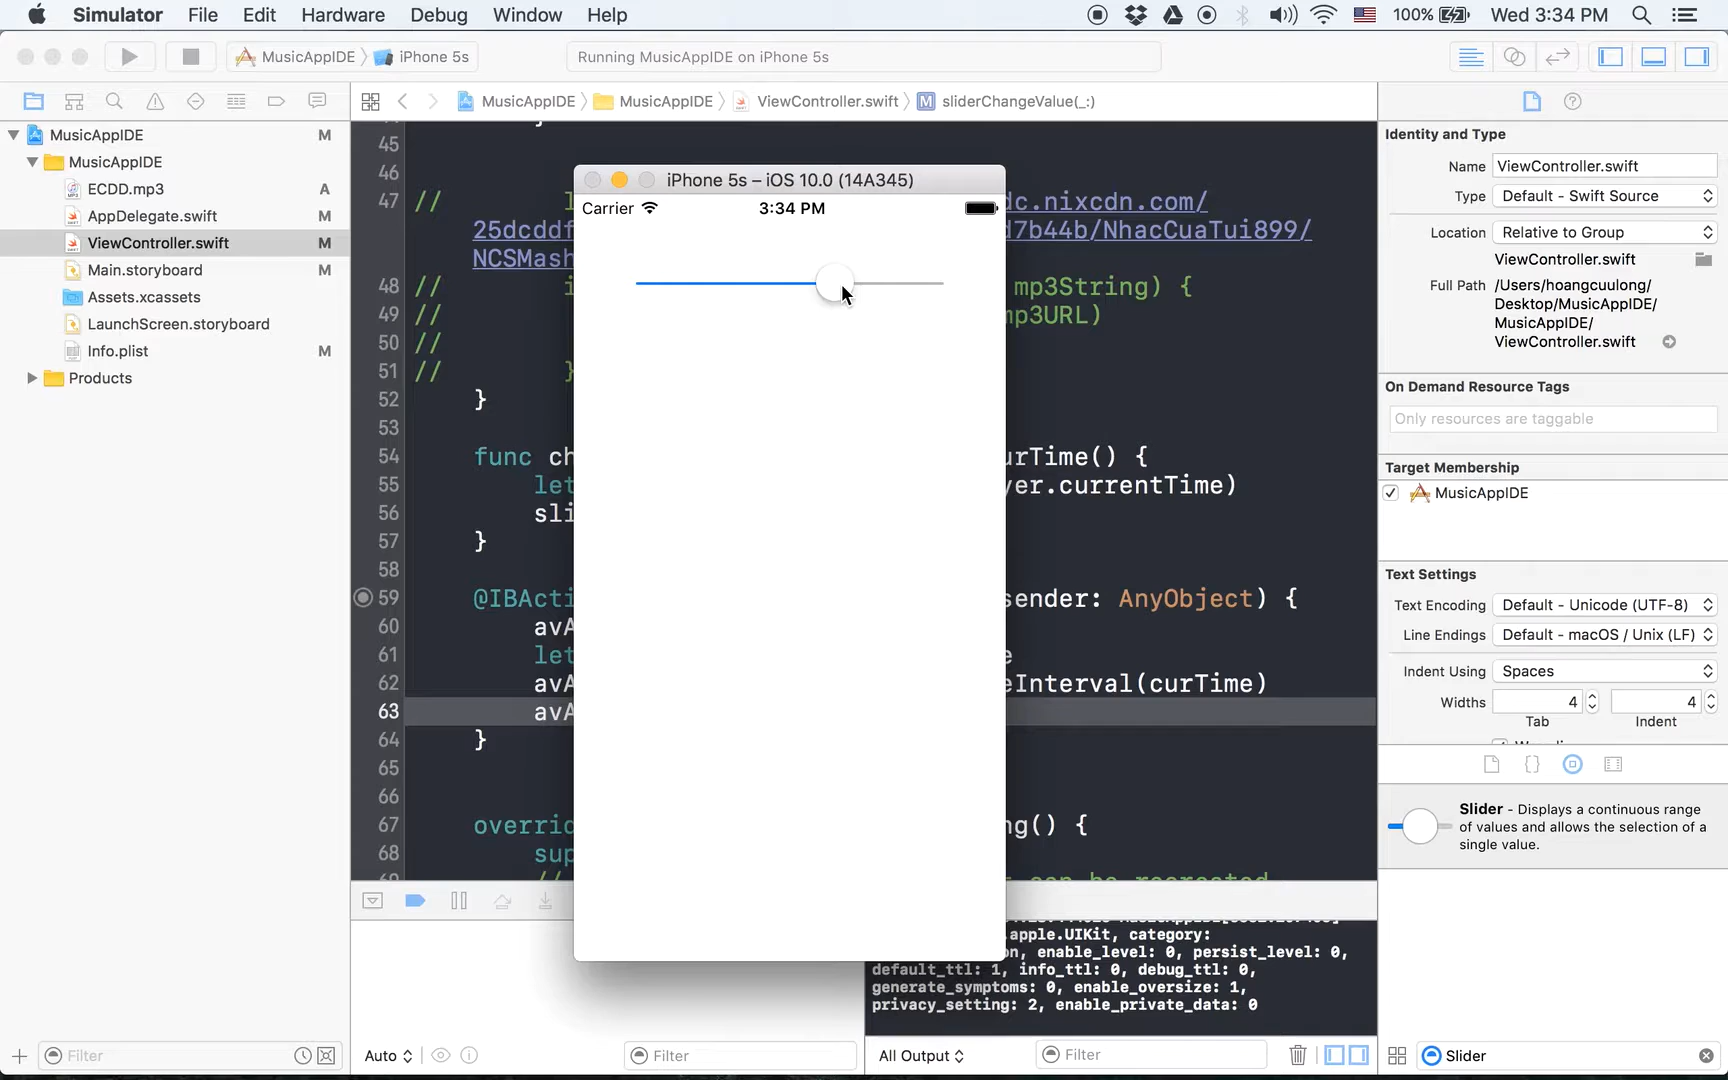 Simulator File Edit Hardware Debug Window Help 100% Wed 3:34 PM
MusicAppIDE iPhone 5s Running MusicAppIDE on iPhone 5s
MusicAppIDE MusicAppIDE ViewController.swift M sliderChangeValue(_:)
MusicAppIDE M
MusicAppIDE
ECDD.mp3 A
AppDelegate.swift M
ViewController.swift M
Main.storyboard M
Assets.xcassets
LaunchScreen.storyboard
Info.plist M
Products
Filter
45
46
47 // dc.nixcdn.com/
25dcddf d7b44b/NhacCuaTui899/
NCSMash
48 // mp3String) {
49 // mp3URL)
50 //
51 // }
52 }
53
54 func ch urTime() {
55 let yer.currentTime)
56 sli
57 }
58
59 @IBActi sender: AnyObject) {
60 avA
61 let e
62 avA eInterval(curTime)
63 avA
64 }
65
66
67 overrid ng() {
68 sup
//
iPhone 5s – iOS 10.0 (14A345)
Carrier 3:34 PM
apple.UIKit, category:
on, enable_level: 0, persist_level: 0,
default_ttl: 1, info_ttl: 0, debug_ttl: 0,
generate_symptoms: 0, enable_oversize: 1,
privacy_setting: 2, enable_private_data: 0
Auto Filter
All Output Filter
Identity and Type
Name ViewController.swift
Type Default - Swift Source
Location Relative to Group
ViewController.swift
Full Path /Users/hoangcuulong/
Desktop/MusicAppIDE/
MusicAppIDE/
ViewController.swift
On Demand Resource Tags
Only resources are taggable
Target Membership
MusicAppIDE
Text Settings
Text Encoding Default - Unicode (UTF-8)
Line Endings Default - macOS / Unix (LF)
Indent Using Spaces
Widths 4 4
Tab Indent
{}
Slider - Displays a continuous range
of values and allows the selection of a
single value.
Slider